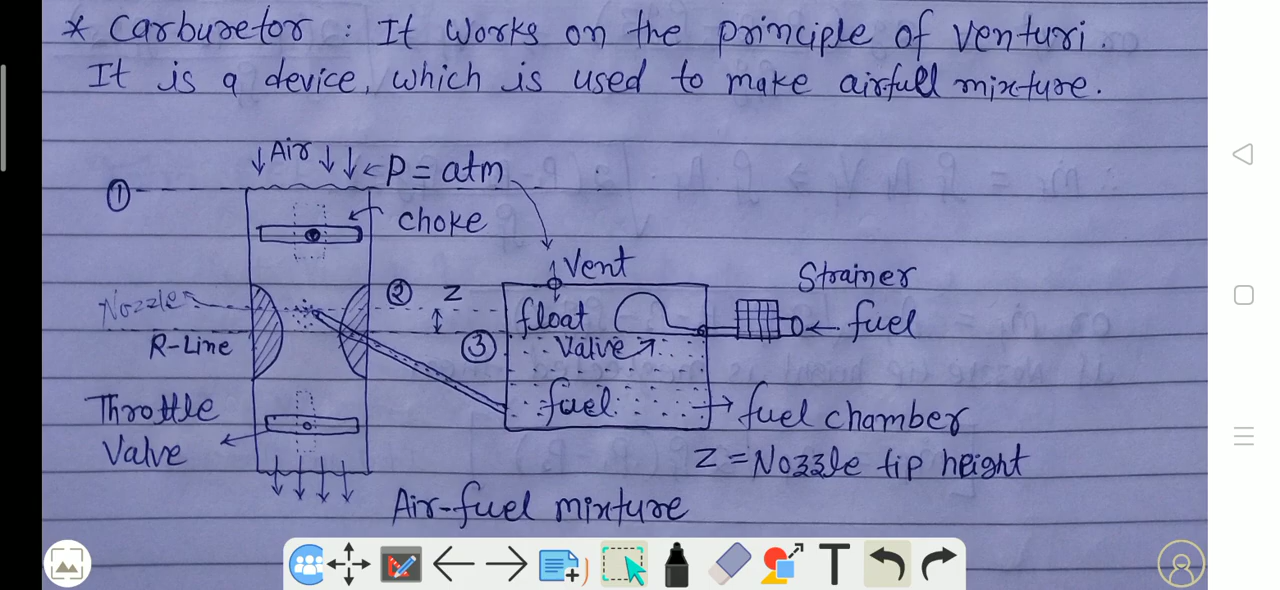 * Carburetor : It works on the principle of venturi.
It is a device, which is used to make airfuell mixture.
↓ Air ↓ ↓ ← P = atm
①
choke
Vent
Strainer
Nozzle
② Z
float
← fuel
R-Line
③
Valve
Throttle
Valve
fuel
→ fuel chamber
Z = Nozzle tip height
Air-fuel mixture
T